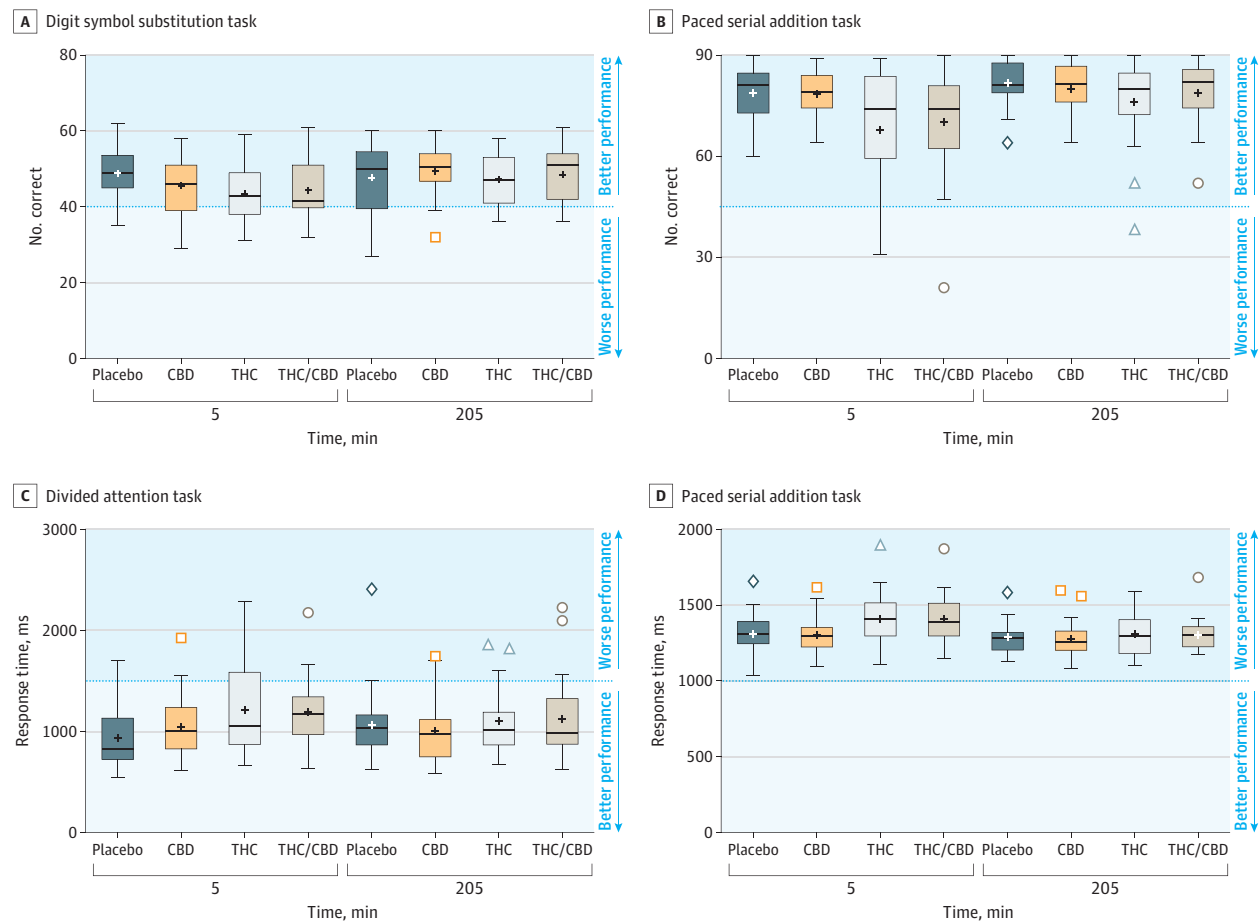 A Digit symbol substitution task
80
60
40
20
0
No. correct
Better performance
Worse performance
Placebo CBD THC THC/CBD Placebo CBD THC THC/CBD
5 205
Time, min
B Paced serial addition task
90
60
30
0
No. correct
Better performance
Worse performance
Placebo CBD THC THC/CBD Placebo CBD THC THC/CBD
5 205
Time, min
C Divided attention task
3000
2000
1000
0
Response time, ms
Worse performance
Better performance
Placebo CBD THC THC/CBD Placebo CBD THC THC/CBD
5 205
Time, min
D Paced serial addition task
2000
1500
1000
500
0
Response time, ms
Worse performance
Better performance
Placebo CBD THC THC/CBD Placebo CBD THC THC/CBD
5 205
Time, min